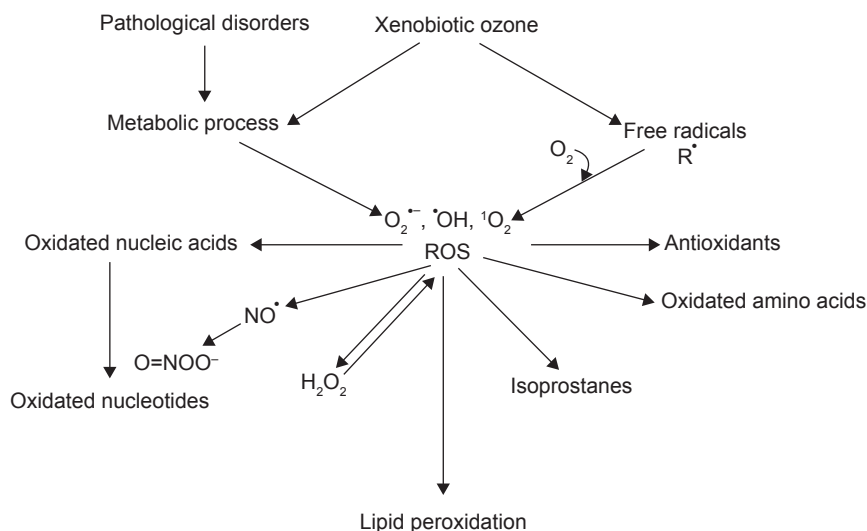 Pathological disorders
Xenobiotic ozone
Metabolic process
Free radicals
R•
O₂
O₂•−, •OH, ¹O₂
ROS
Oxidated nucleic acids
Antioxidants
Oxidated amino acids
NO•
O=NOO−
H₂O₂
Isoprostanes
Oxidated nucleotides
Lipid peroxidation